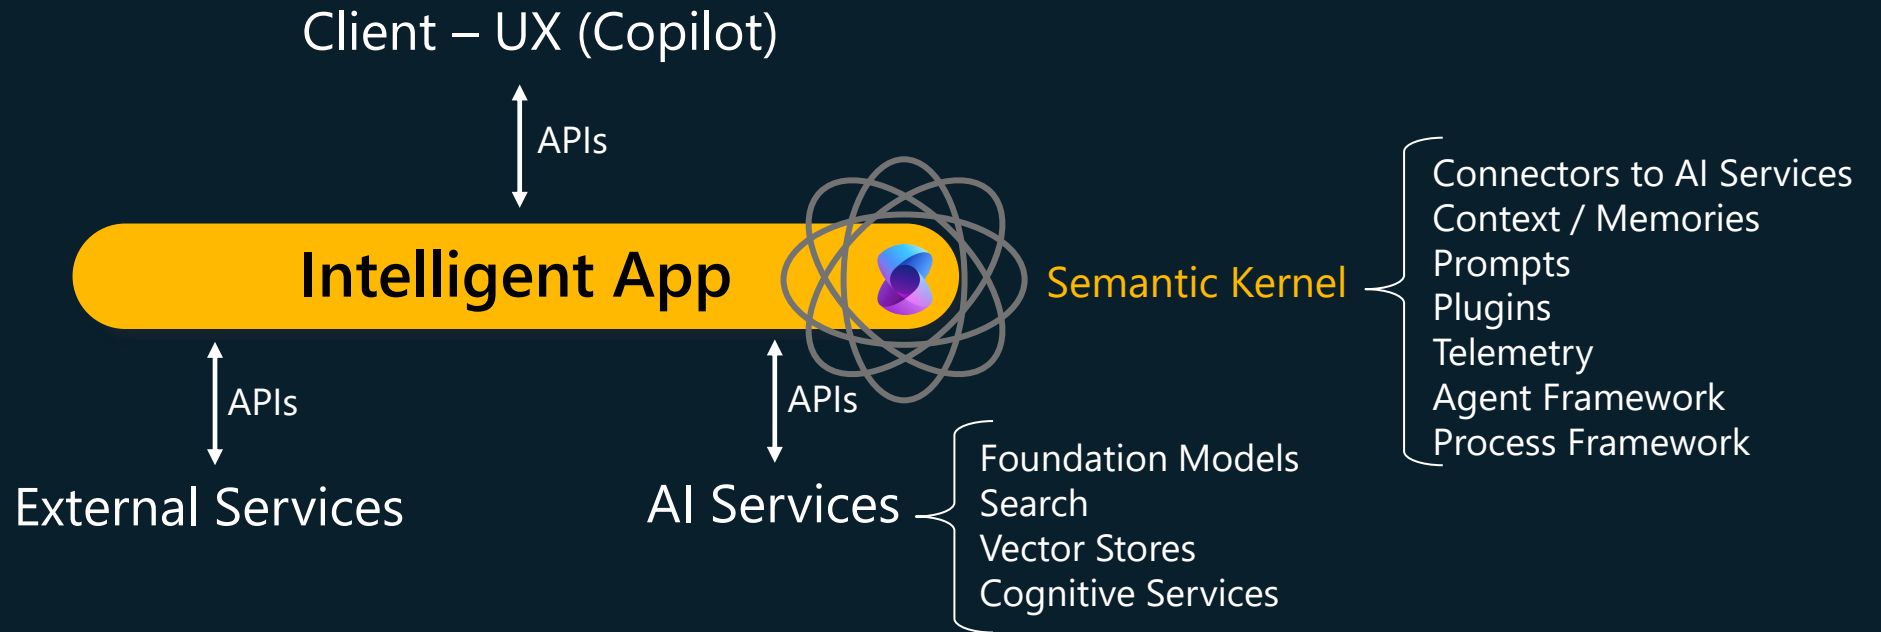 Client – UX (Copilot)
APIs
Intelligent App
Semantic Kernel
Connectors to AI Services
Context / Memories
Prompts
Plugins
Telemetry
Agent Framework
Process Framework
APIs
APIs
External Services
AI Services
Foundation Models
Search
Vector Stores
Cognitive Services